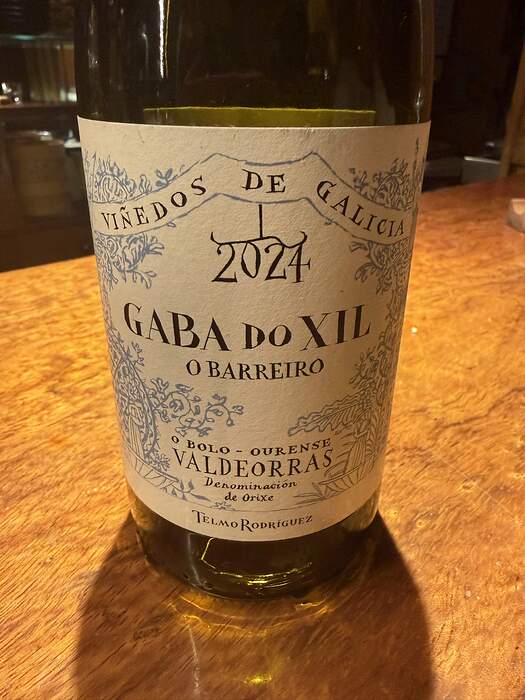 VIÑEDOS DE GALICIA
2024
GABA DO XIL
O BARREIRO
O BOLO - OURENSE
VALDEORRAS
Denominación
de Orixe
TELMO RODRÍGUEZ